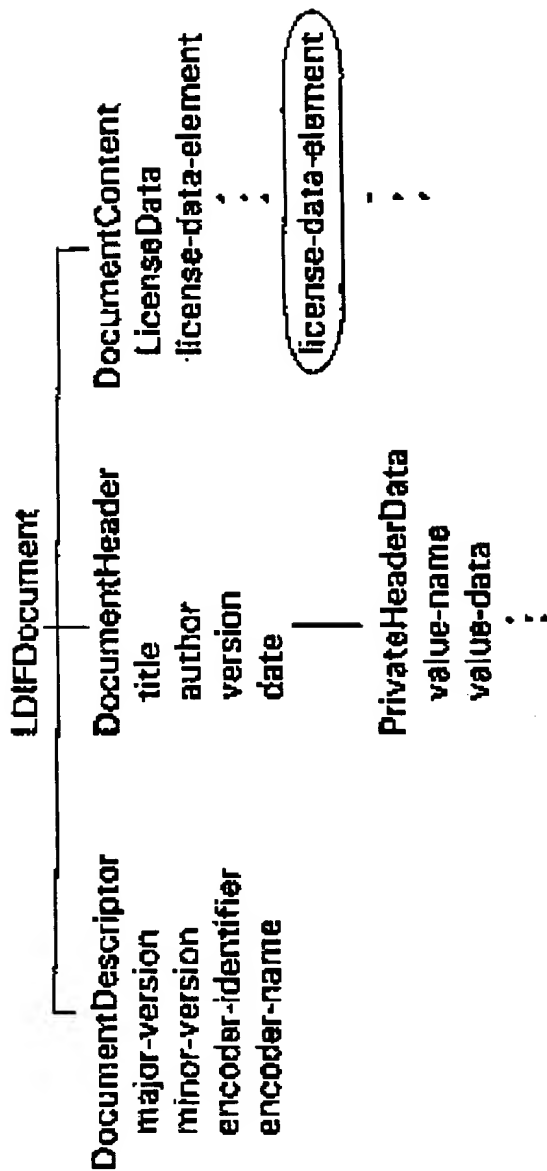 LDIFDocument
DocumentDescriptor
major-version
minor-version
encoder-identifier
encoder-name
DocumentHeader
title
author
version
date
PrivateHeaderData
value-name
value-data
DocumentContent
LicenseData
license-data-element
license-data-element